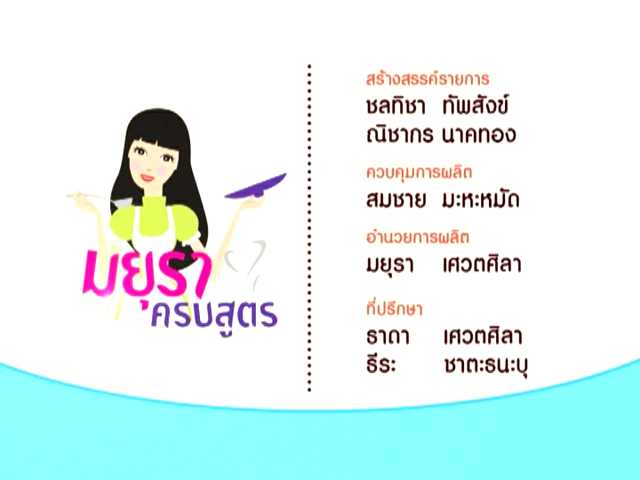 มยุรา
ครบสูตร
สร้างสรรค์รายการ
ชลทิชา ทัพสังข์
ณิชากร นาคทอง
ควบคุมการผลิต
สมชาย มะหะหมัด
อำนวยการผลิต
มยุรา เศวตศิลา
ที่ปรึกษา
ธาดา เศวตศิลา
ธีระ ชาตะธนะบุ